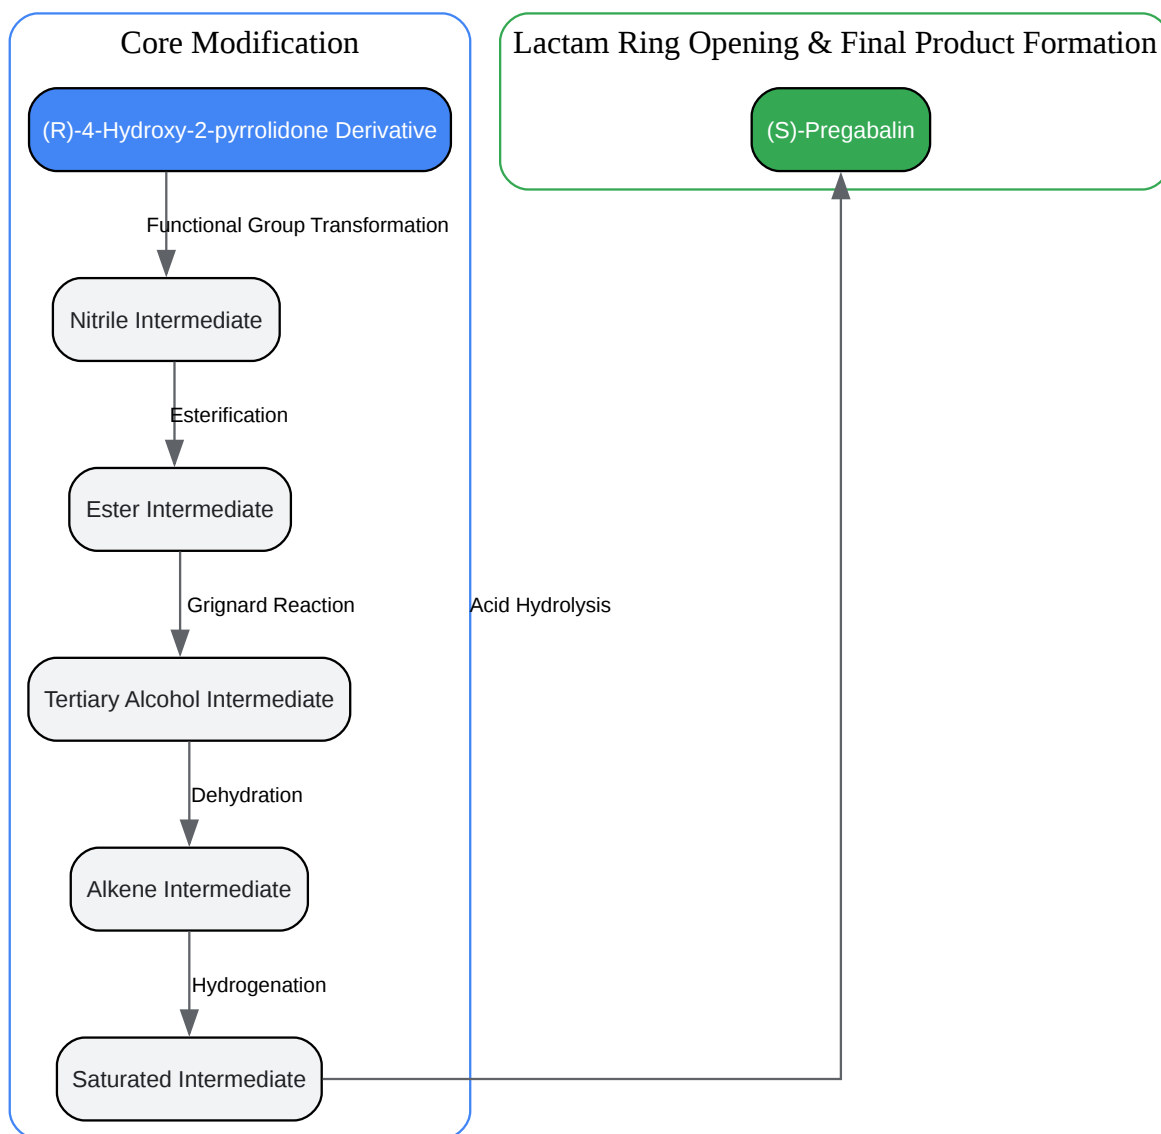 Core Modification
(R)-4-Hydroxy-2-pyrrolidone Derivative
Functional Group Transformation
Nitrile Intermediate
Esterification
Ester Intermediate
Grignard Reaction
Tertiary Alcohol Intermediate
Dehydration
Alkene Intermediate
Hydrogenation
Saturated Intermediate
Acid Hydrolysis
Lactam Ring Opening & Final Product Formation
(S)-Pregabalin